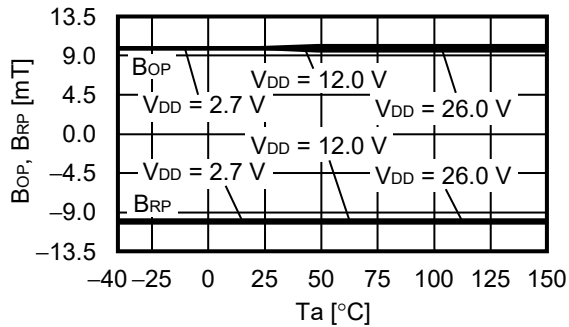 13.5
9.0
4.5
0.0
−4.5
−9.0
−13.5
BOP, BRP [mT]
BOP
VDD = 12.0 V
VDD = 2.7 V
VDD = 26.0 V
VDD = 12.0 V
VDD = 2.7 V
VDD = 26.0 V
BRP
−40 −25 0 25 50 75 100 125 150
Ta [°C]